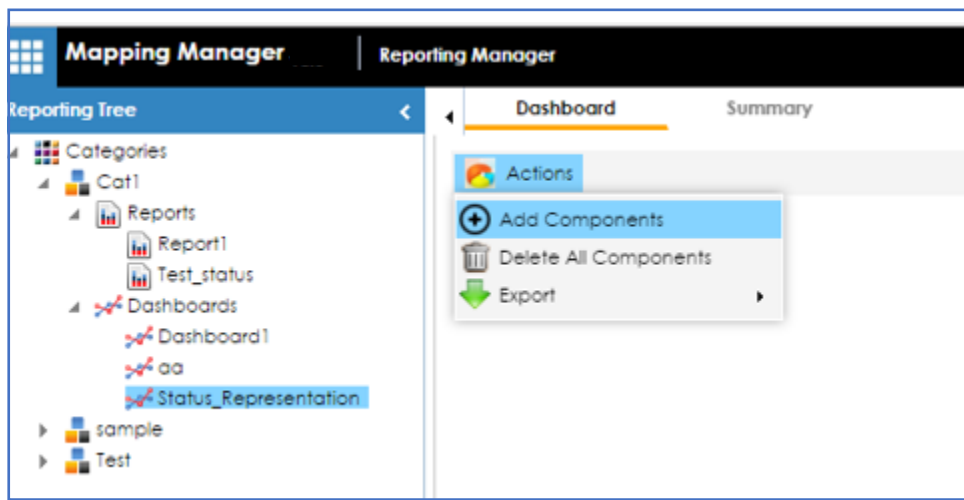 Mapping Manager
Reporting Manager
Reporting Tree
Dashboard
Summary
Categories
Cat1
Reports
Report1
Test_status
Dashboards
Dashboard1
aa
Status_Representation
sample
Test
Actions
Add Components
Delete All Components
Export